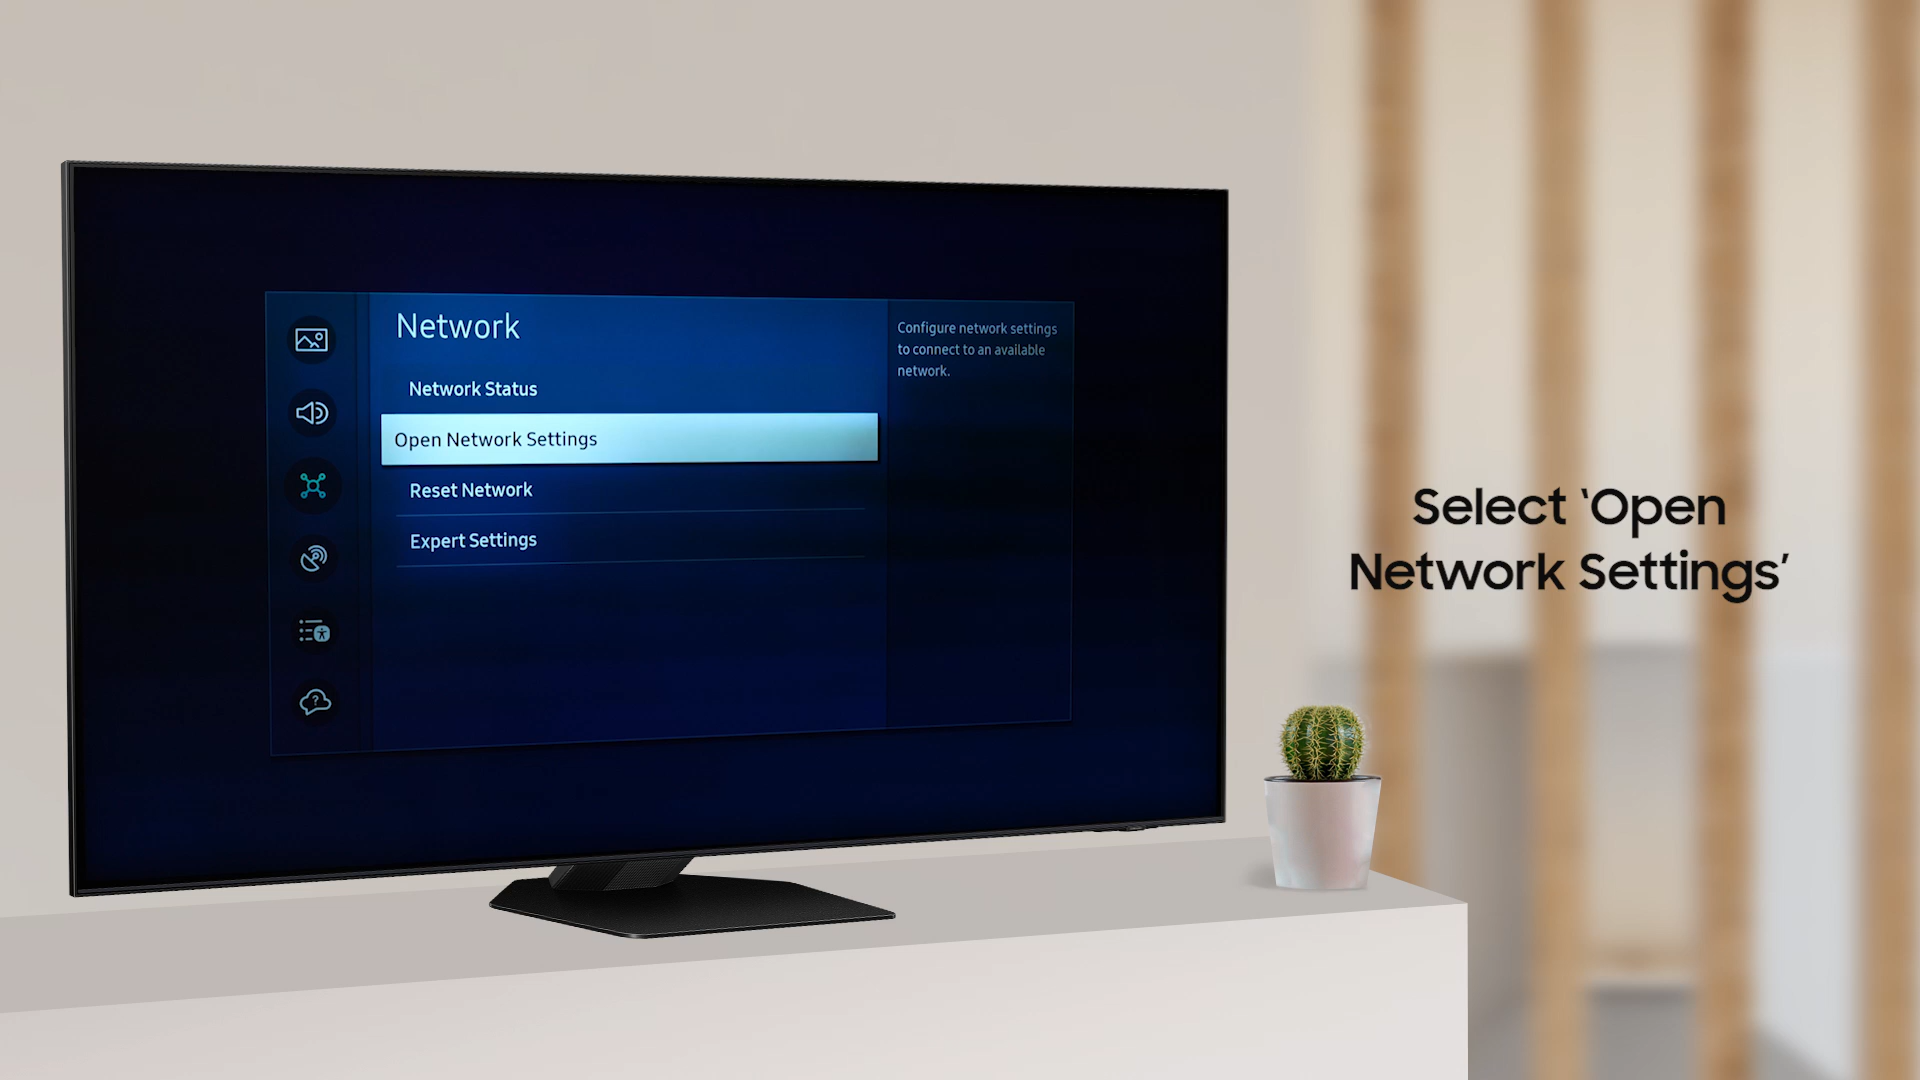 Network
Network Status
Open Network Settings
Reset Network
Expert Settings
Configure network settings
to connect to an available
network.
?
Select ‘Open
Network Settings’